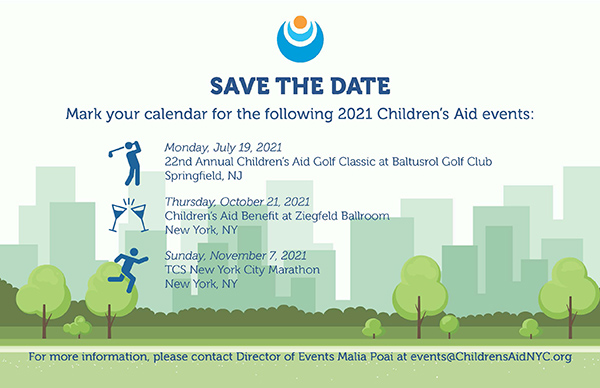 SAVE THE DATE
Mark your calendar for the following 2021 Children's Aid events:
Monday, July 19, 2021
22nd Annual Children's Aid Golf Classic at Baltusrol Golf Club
Springfield, NJ
Thursday, October 21, 2021
Children's Aid Benefit at Ziegfeld Ballroom
New York, NY
Sunday, November 7, 2021
TCS New York City Marathon
New York, NY
For more information, please contact Director of Events Malia Poai at events@ChildrensAidNYC.org